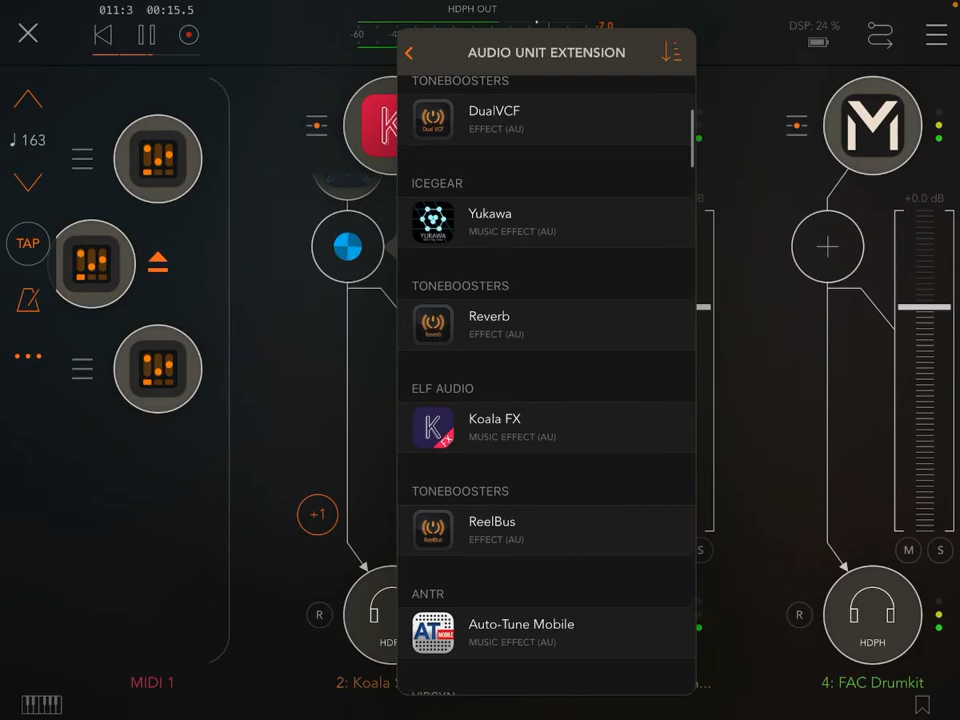 011:3 00:15.5
HDPH OUT
-60
-7.0
DSP: 24 %
163
TAP
AUDIO UNIT EXTENSION
TONEBOOSTERS
DualVCF
EFFECT (AU)
ICEGEAR
Yukawa
MUSIC EFFECT (AU)
TONEBOOSTERS
Reverb
EFFECT (AU)
ELF AUDIO
Koala FX
MUSIC EFFECT (AU)
TONEBOOSTERS
ReelBus
EFFECT (AU)
ANTR
Auto-Tune Mobile
MUSIC EFFECT (AU)
+0.0 dB
+1
M S
S
R
R
HDPH
MIDI 1
2: Koala
4: FAC Drumkit